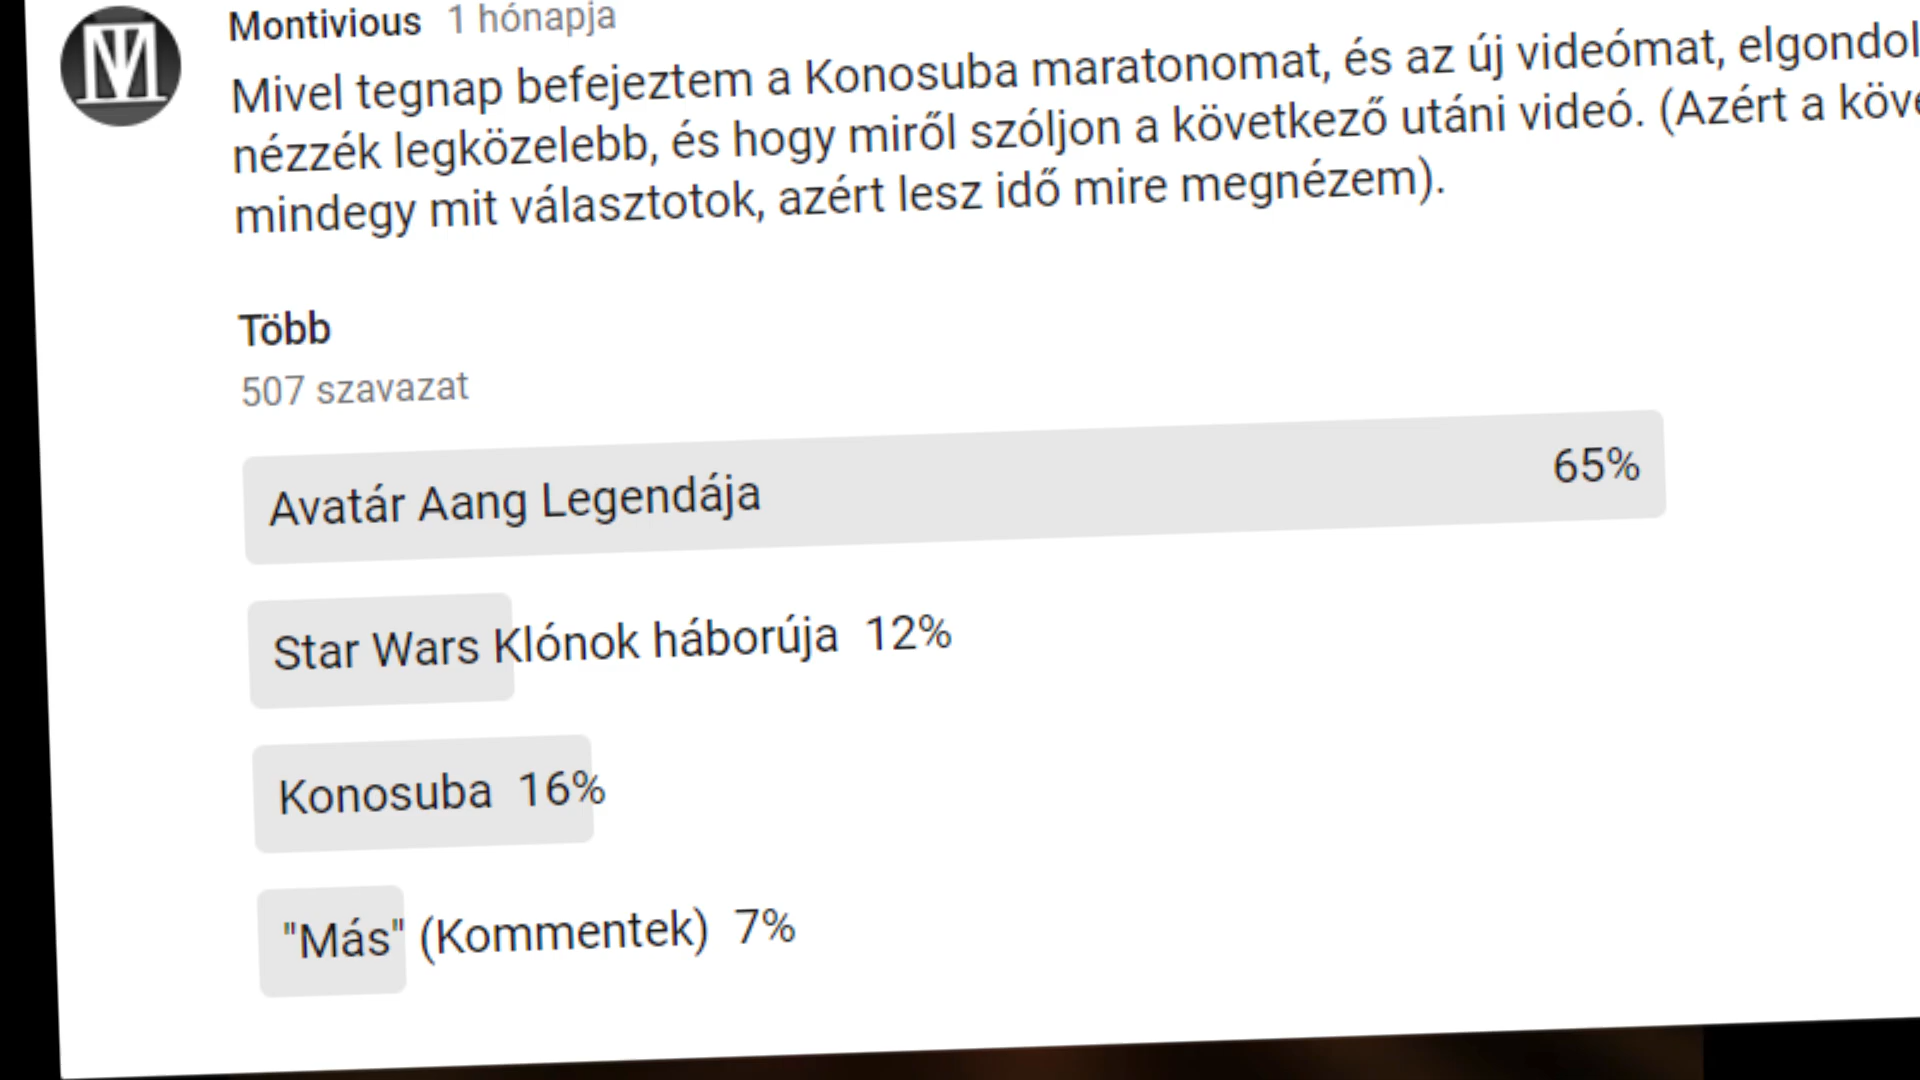 Montivious 1 hónapja
Mivel tegnap befejeztem a Konosuba maratonomat, és az új videómat,
nézzék legközelebb, és hogy miről szóljon a következő utáni videó. (Azért a
mindegy mit választotok, azért lesz idő mire megnézem).
Több
507 szavazat
Avatár Aang Legendája 65%
Star Wars Klónok háborúja 12%
Konosuba 16%
"Más" (Kommentek) 7%